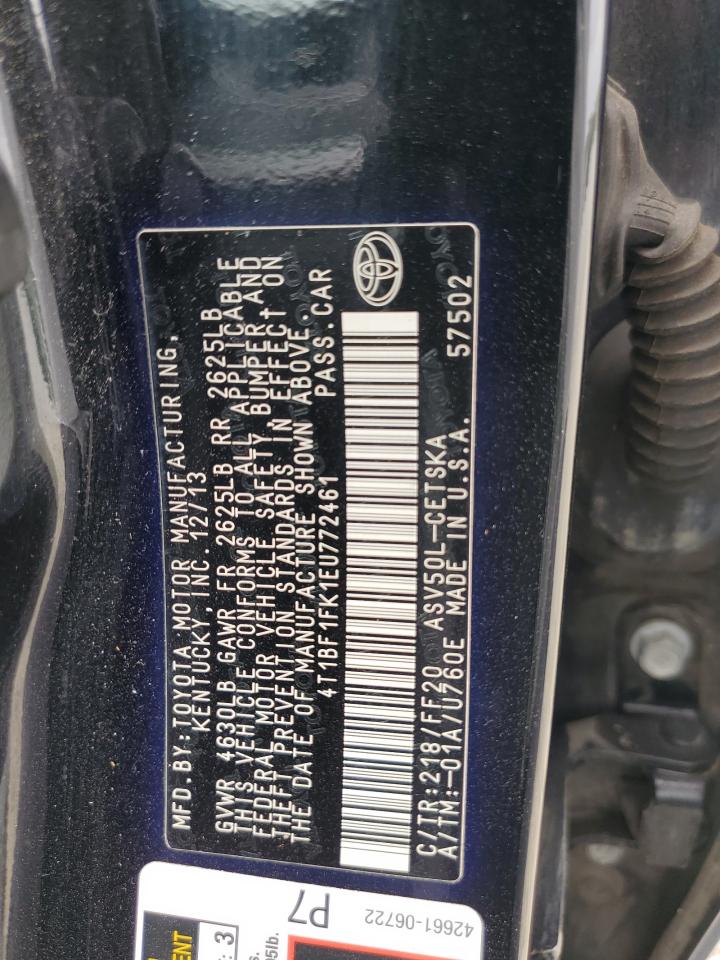 MFD.BY:TOYOTA MOTOR MANUFACTURING,
KENTUCKY, INC. 12/13
GVWR 4630LB GAWR FR 2625LB RR 2625LB
THIS VEHICLE CONFORMS TO ALL APPLICABLE
FEDERAL MOTOR VEHICLE SAFETY, BUMPER, AND
THEFT PREVENTION STANDARDS IN EFFECT ON
THE DATE OF MANUFACTURE SHOWN ABOVE.
4T1BF1FK1EU772461 PASS.CAR
C/TR:218/FF20 ASV50L-CETSKA
A/TM:-01A/U760E MADE IN U.S.A. 57502
P7
42661-06722
: 3